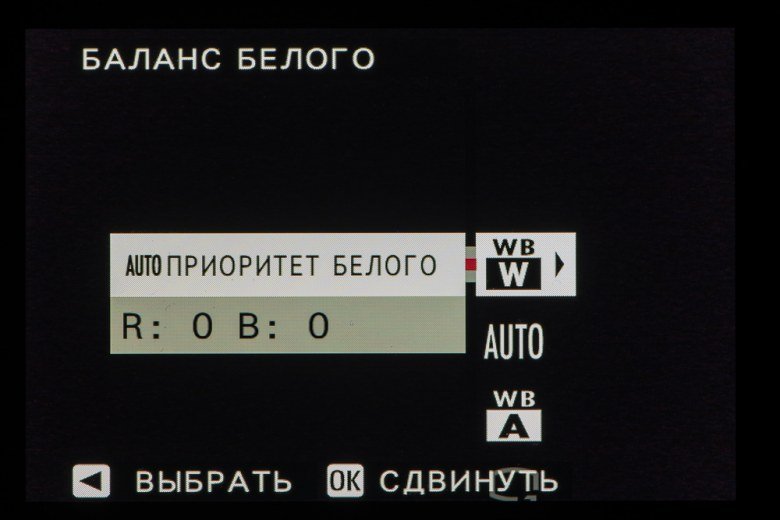 БАЛАНС БЕЛОГО
AUTO ПРИОРИТЕТ БЕЛОГО
R: 0 B: 0
WB
W
AUTO
WB
A
ВЫБРАТЬ OK СДВИНУТЬ